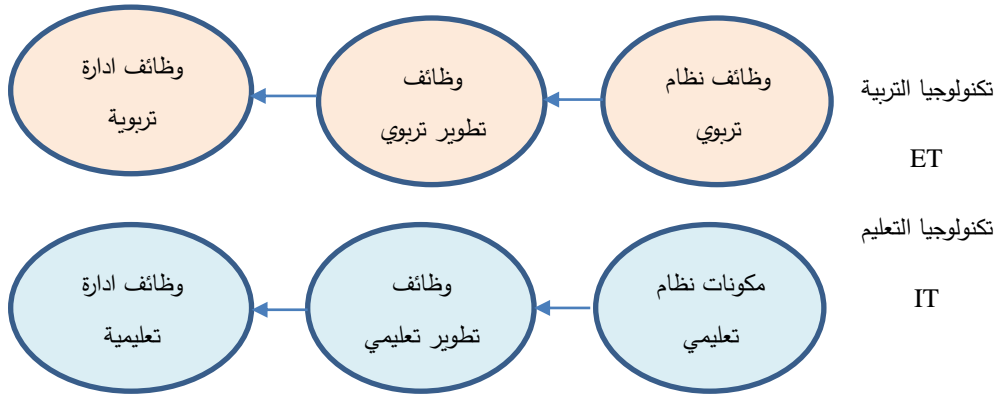 تكنولوجيا التربية
ET
وظائف نظام
تربوي
وظائف
تطوير تربوي
وظائف ادارة
تربوية
تكنولوجيا التعليم
IT
مكونات نظام
تعليمي
وظائف
تطوير تعليمي
وظائف ادارة
تعليمية